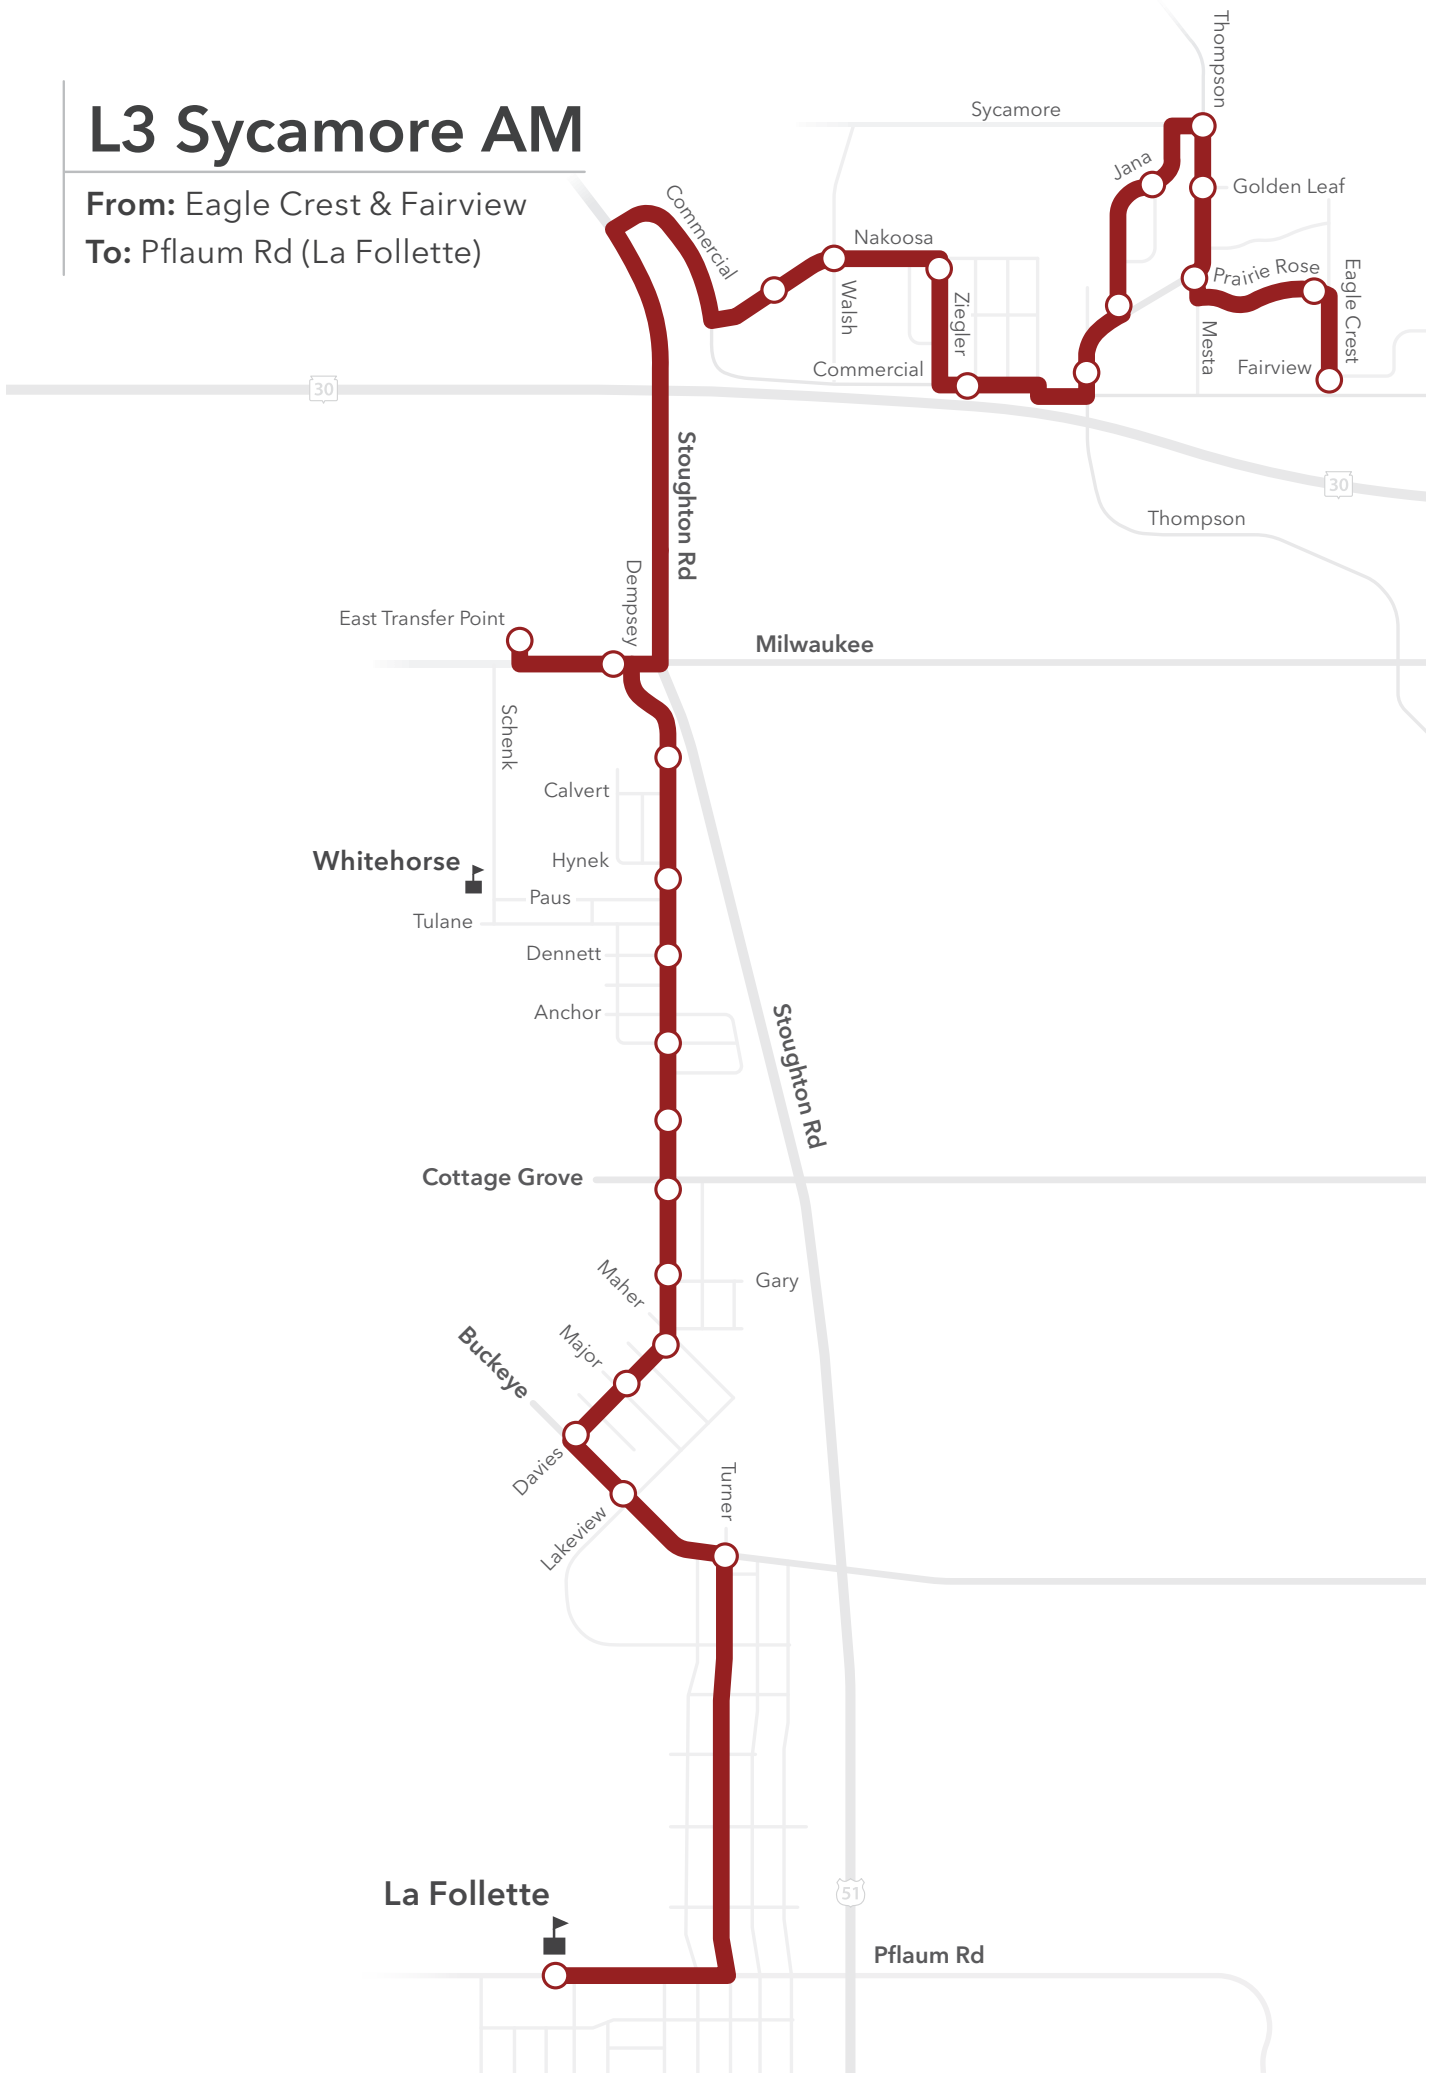 L3 Sycamore AM
From: Eagle Crest & Fairview
To: Pflaum Rd (La Follette)
Thompson
Sycamore
Jana
Golden Leaf
Commercial
Nakoosa
Prairie Rose
Eagle Crest
Walsh
Ziegler
Mesta
Commercial
Fairview
30
30
Stoughton Rd
Thompson
Dempsey
East Transfer Point
Milwaukee
Schenk
Calvert
Whitehorse
Hynek
Paus
Tulane
Dennett
Anchor
Stoughton Rd
Cottage Grove
Maher
Gary
Major
Buckeye
Davies
Turner
Lakeview
La Follette
51
Pflaum Rd